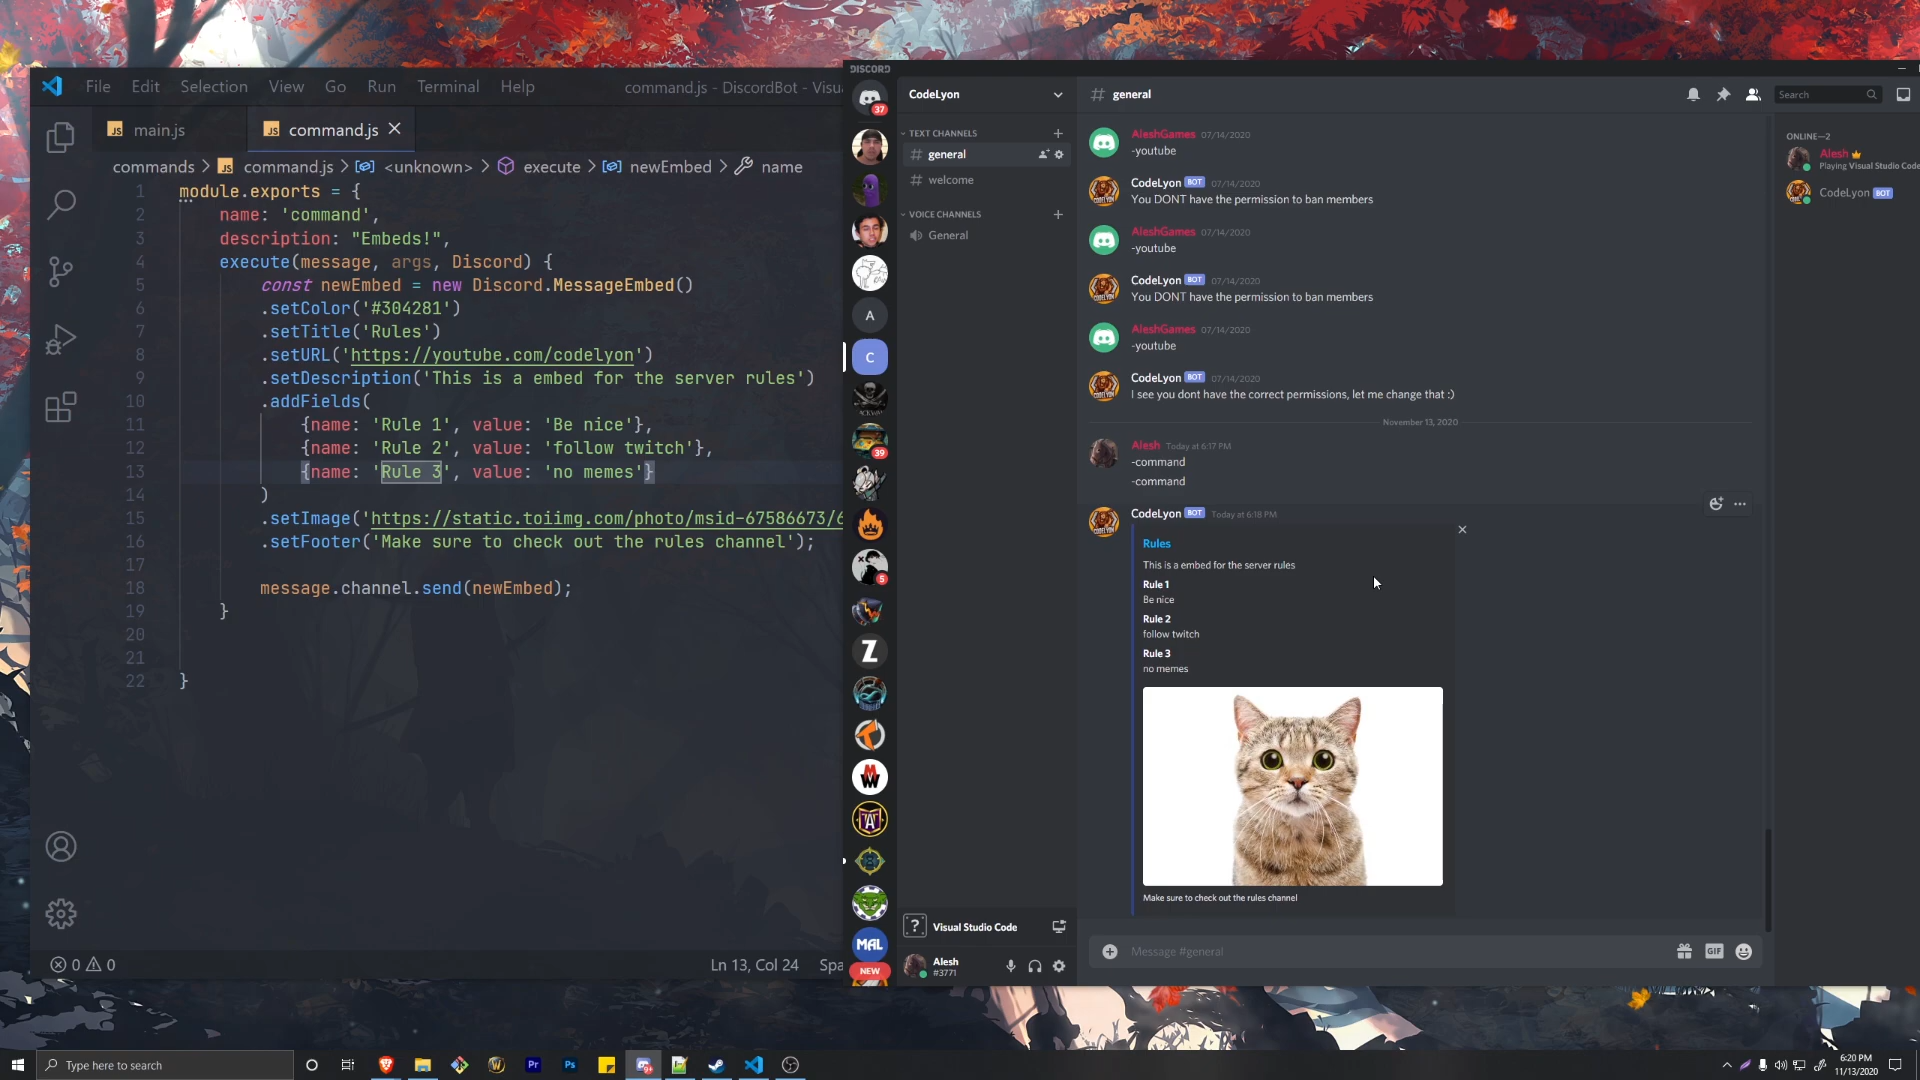 File Edit Selection View Go Run Terminal Help
command.js - DiscordBot - Visu
main.js
command.js
commands > command.js > <unknown> > execute > newEmbed > name
1 module.exports = {
2 name: 'command',
3 description: "Embeds!",
4 execute(message, args, Discord) {
5 const newEmbed = new Discord.MessageEmbed()
6 .setColor('#304281')
7 .setTitle('Rules')
8 .setURL('https://youtube.com/codelyon')
9 .setDescription('This is a embed for the server rules')
10 .addFields(
11 {name: 'Rule 1', value: 'Be nice'},
12 {name: 'Rule 2', value: 'follow twitch'},
13 {name: 'Rule 3', value: 'no memes'}
14 )
15 .setImage('https://static.toiimg.com/photo/msid-67586673/6
16 .setFooter('Make sure to check out the rules channel');
17
18 message.channel.send(newEmbed);
19 }
20
21
22 }
0 0
Ln 13, Col 24
Spa
DISCORD
37
A
C
39
5
Z
MAL
NEW
CodeLyon
TEXT CHANNELS
general
welcome
VOICE CHANNELS
General
? Visual Studio Code
Alesh
#3771
# general
Search
AleshGames 07/14/2020
-youtube
CodeLyon BOT 07/14/2020
You DONT have the permission to ban members
AleshGames 07/14/2020
-youtube
CodeLyon BOT 07/14/2020
You DONT have the permission to ban members
AleshGames 07/14/2020
-youtube
CodeLyon BOT 07/14/2020
I see you dont have the correct permissions, let me change that :)
November 13, 2020
Alesh Today at 6:17 PM
-command
-command
CodeLyon BOT Today at 6:18 PM
Rules
This is a embed for the server rules
Rule 1
Be nice
Rule 2
follow twitch
Rule 3
no memes
Make sure to check out the rules channel
Message #general
GIF
ONLINE—2
Alesh
Playing Visual Studio Code
CodeLyon BOT
Type here to search
Pr
Ps
6:20 PM
11/13/2020